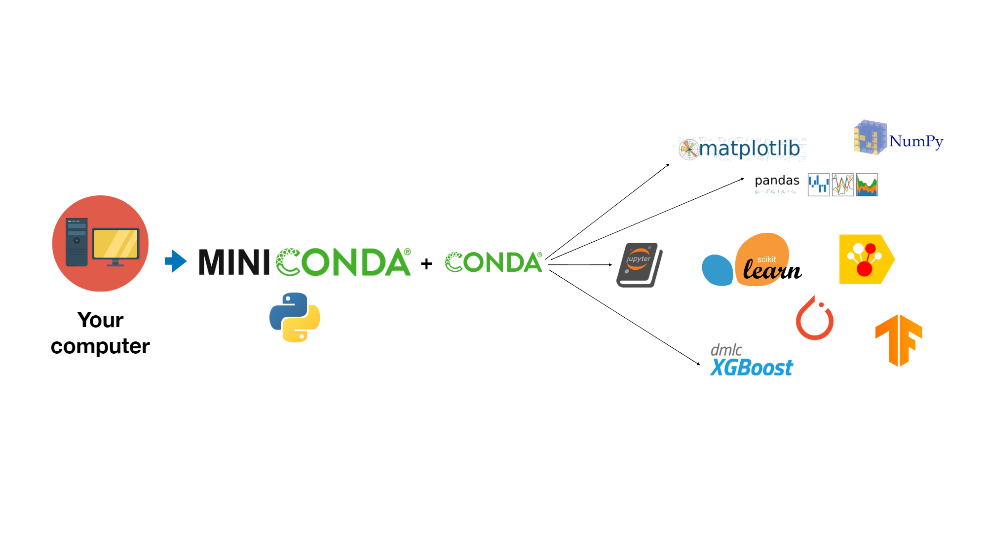 matplotlib
NumPy
pandas
Your
computer
MINICONDA®
+
CONDA®
jupyter
scikit
learn
dmlc
XGBoost